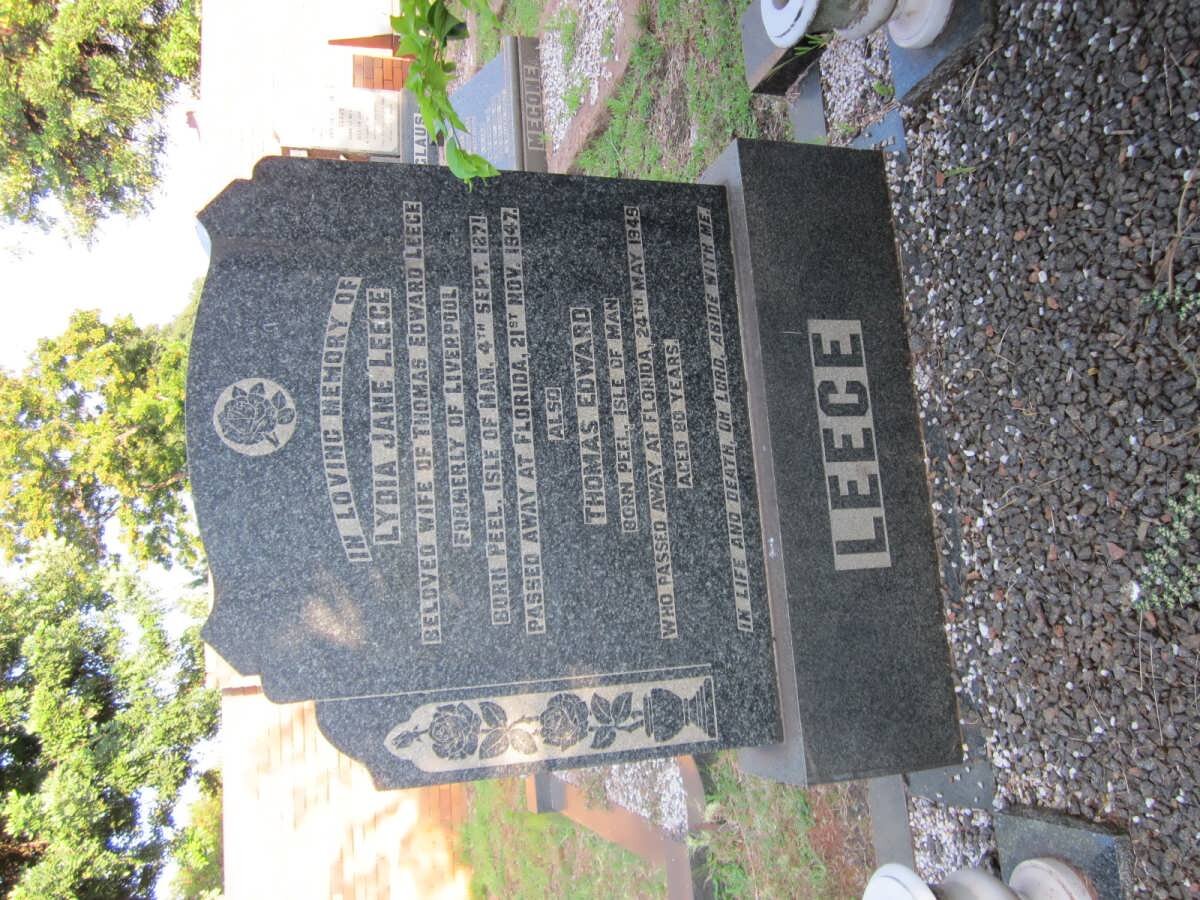 IN LOVING MEMORY OF
LYDIA JANE LEECE
BELOVED WIFE OF THOMAS EDWARD LEECE
FORMERLY OF LIVERPOOL
BORN PEEL, ISLE OF MAN, 4TH SEPT. 1871
PASSED AWAY AT FLORIDA, 21ST NOV. 1947.
ALSO
THOMAS EDWARD
BORN PEEL, ISLE OF MAN
WHO PASSED AWAY AT FLORIDA, 24TH MAY 1949
AGED 80 YEARS
IN LIFE AND DEATH, OH LORD, ABIDE WITH ME
LEECE